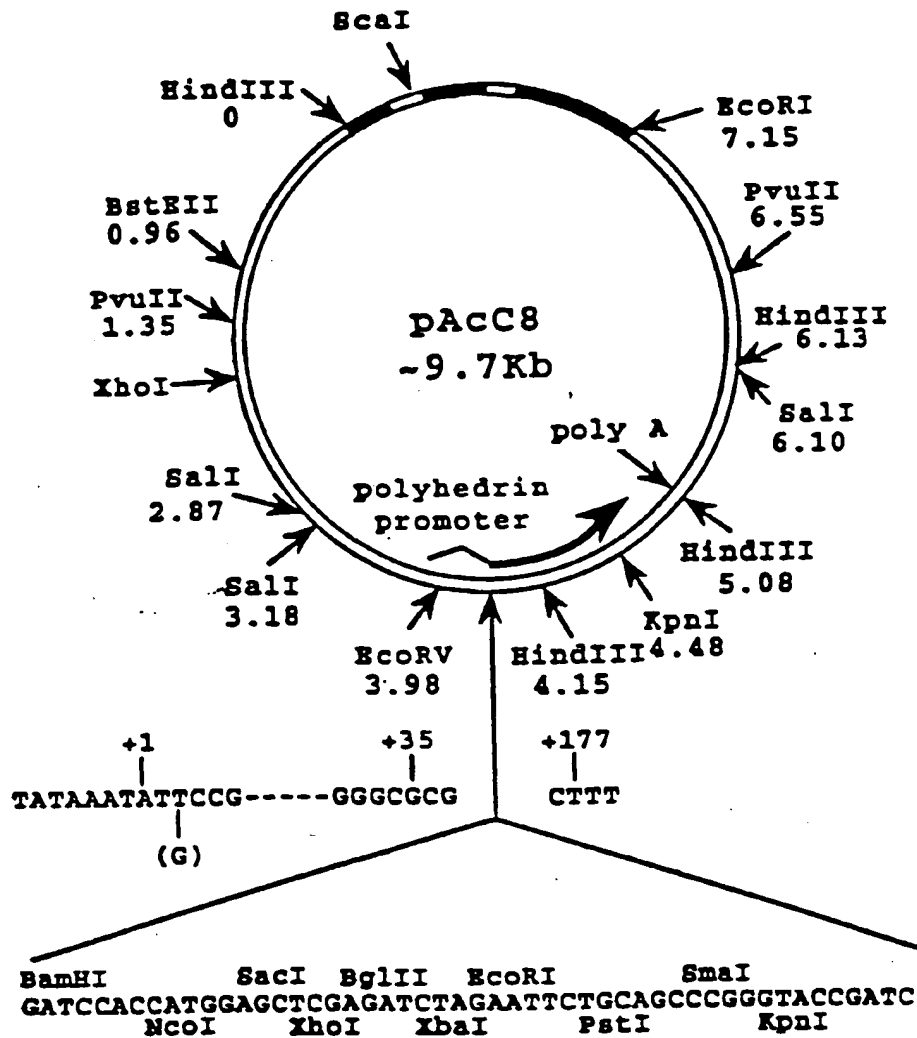 ScaI
HindIII
0
EcoRI
7.15
PvuII
6.55
BstEII
0.96
PvuII
1.35
pAcC8
~9.7Kb
HindIII
6.13
XhoI
SalI
6.10
poly A
SalI
2.87
polyhedrin
promoter
HindIII
5.08
SalI
3.18
KpnI
4.48
EcoRV
3.98
HindIII
4.15
+1 +35 +177
TATAAATATTCCG-----GGGCGCG CTTT
(G)
BamHI SacI BglII EcoRI SmaI
GATCCACCATGGAGCTCGAGATCTAGAATTCTGCAGCCCGGGTACCGATC
NcoI XhoI XbaI PstI KpnI